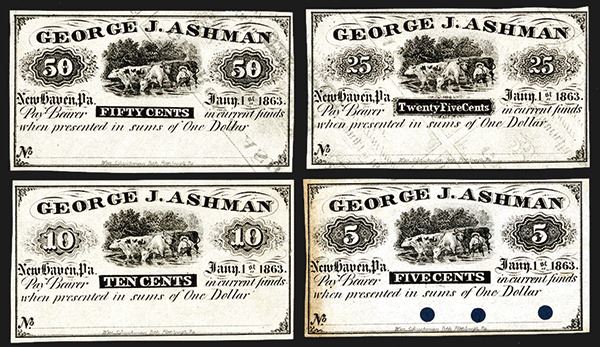 GEORGE J. ASHMAN
50 50
New Haven, Pa. Jany. 1st 1863.
Pay Bearer FIFTY CENTS in current funds
when presented in sums of One Dollar
No
GEORGE J. ASHMAN
25 25
New Haven, Pa. Jany. 1st 1863.
Pay Bearer Twenty Five Cents in current funds
when presented in sums of One Dollar
No
GEORGE J. ASHMAN
10 10
New Haven, Pa. Jany. 1st 1863.
Pay Bearer TEN CENTS in current funds
when presented in sums of One Dollar
No
GEORGE J. ASHMAN
5 5
New Haven, Pa. Jany. 1st 1863.
Pay Bearer FIVE CENTS in current funds
when presented in sums of One Dollar
No